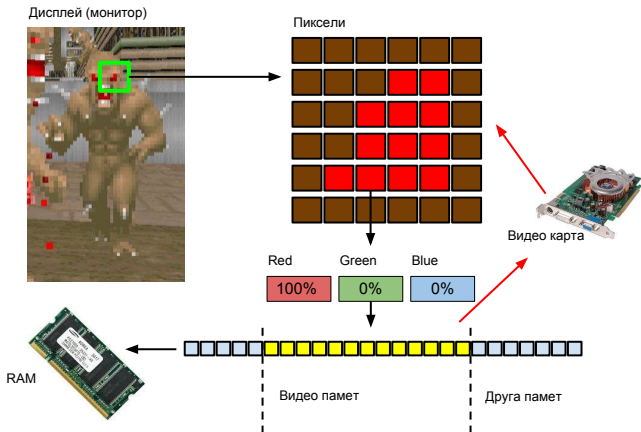 Дисплей (монитор)
Пиксели
Видео карта
Red
Green
Blue
100%
0%
0%
RAM
Видео памет
Друга памет